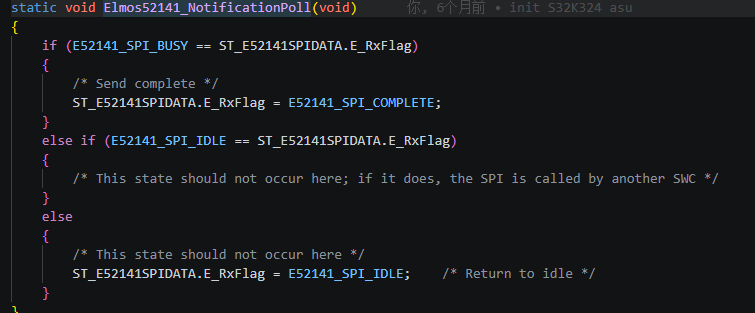 static void Elmos52141_NotificationPoll(void) 你, 6个月前 • init S32K324 asu
{
if (E52141_SPI_BUSY == ST_E52141SPIDATA.E_RxFlag)
{
/* Send complete */
ST_E52141SPIDATA.E_RxFlag = E52141_SPI_COMPLETE;
}
else if (E52141_SPI_IDLE == ST_E52141SPIDATA.E_RxFlag)
{
/* This state should not occur here; if it does, the SPI is called by another SWC */
}
else
{
/* This state should not occur here */
ST_E52141SPIDATA.E_RxFlag = E52141_SPI_IDLE; /* Return to idle */
}
}